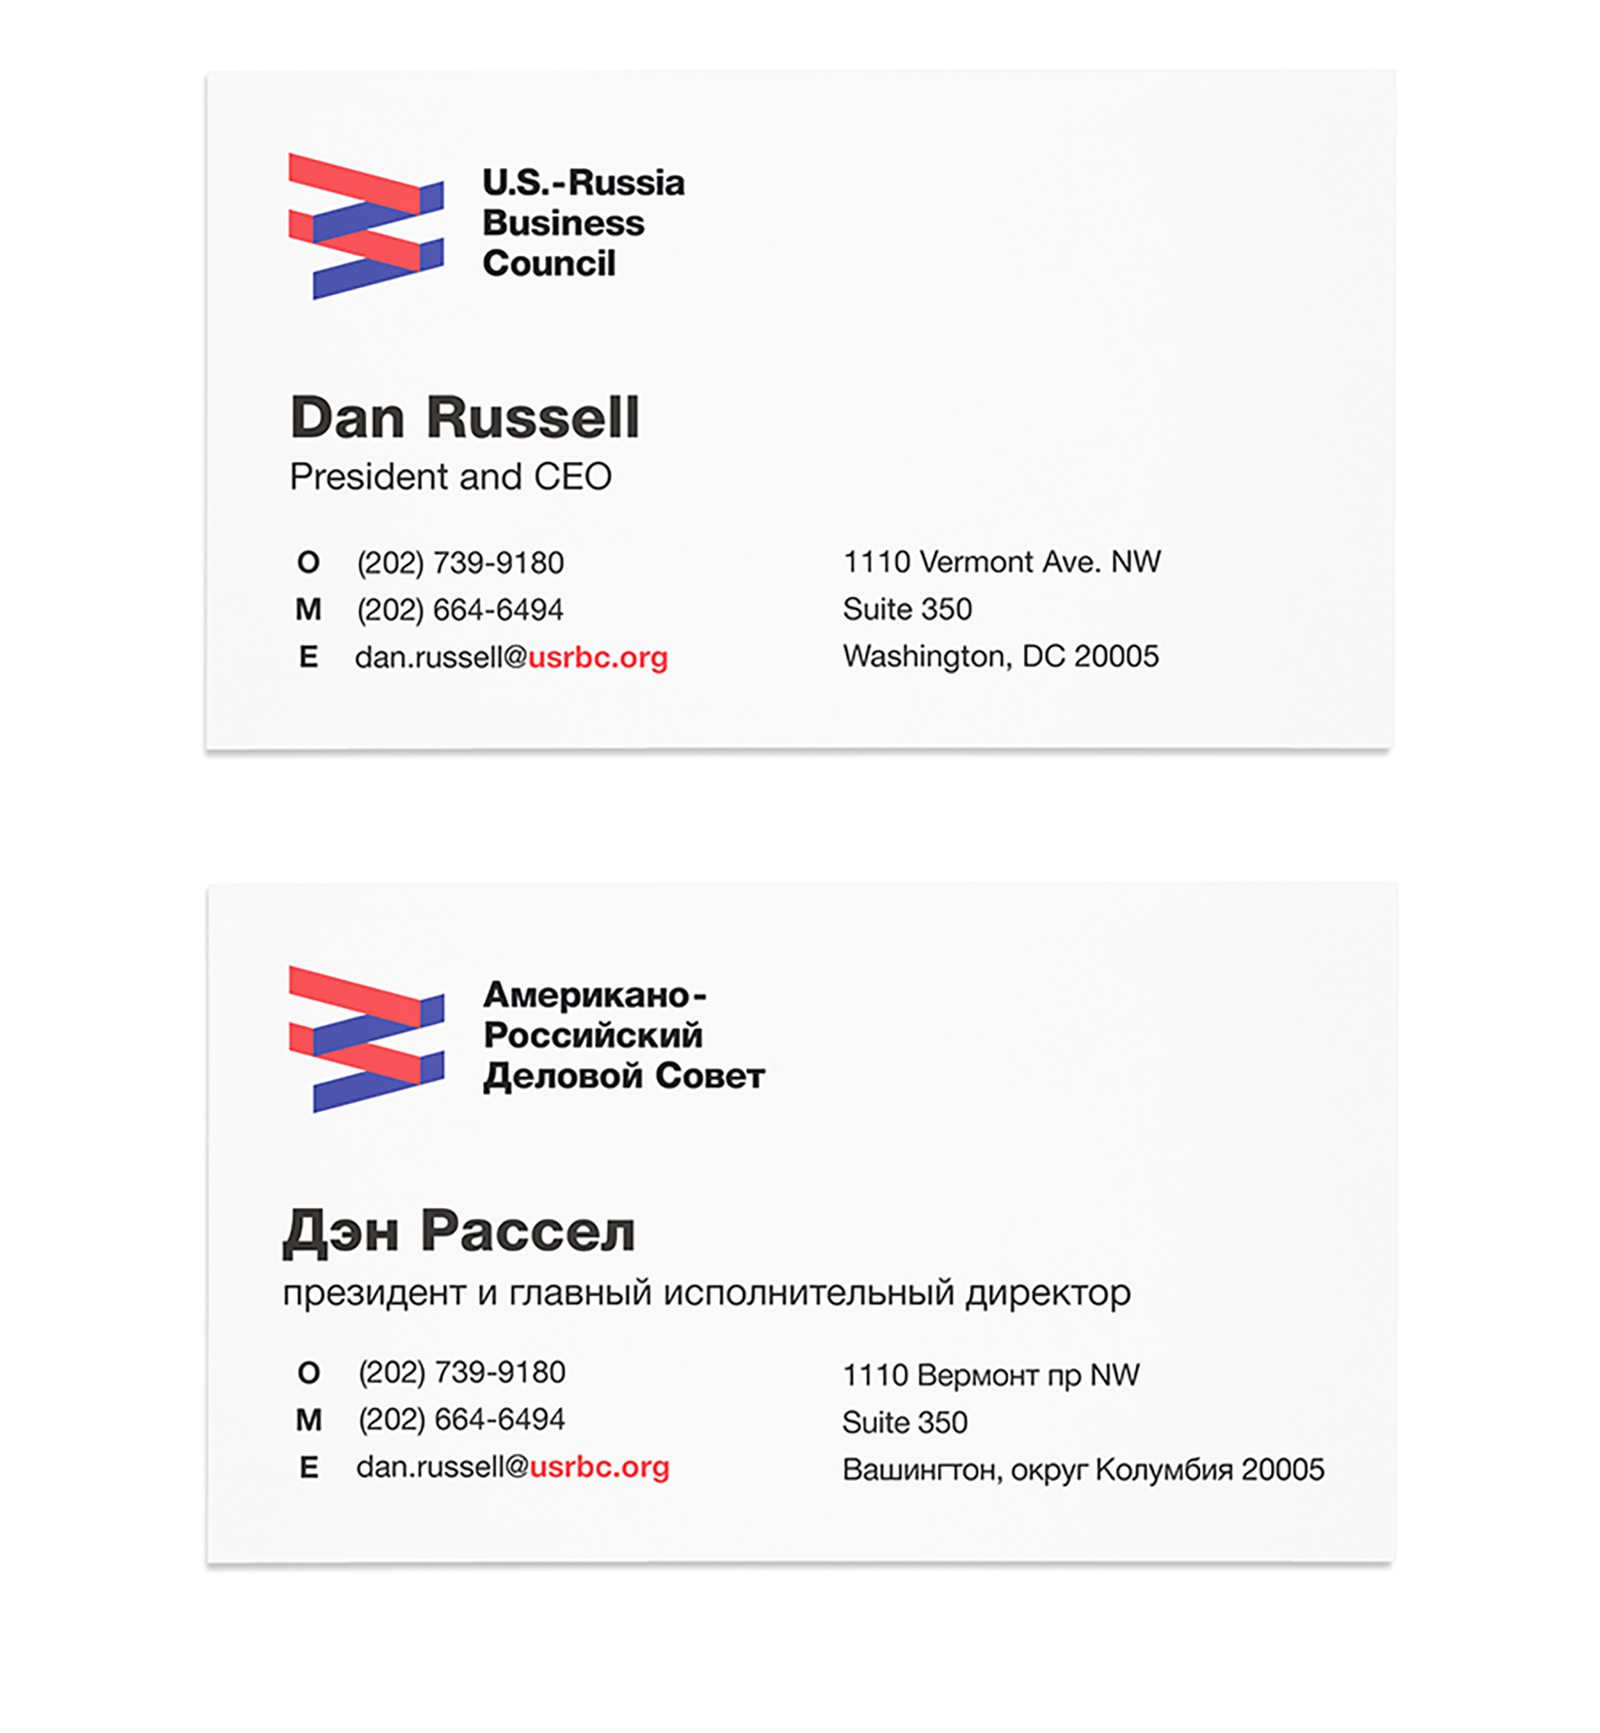 U.S.-Russia
Business
Council
Dan Russell
President and CEO
O (202) 739-9180
M (202) 664-6494
E dan.russell@usrbc.org
1110 Vermont Ave. NW
Suite 350
Washington, DC 20005
Американо-
Российский
Деловой Совет
Дэн Рассел
президент и главный исполнительный директор
O (202) 739-9180
M (202) 664-6494
E dan.russell@usrbc.org
1110 Вермонт пр NW
Suite 350
Вашингтон, округ Колумбия 20005